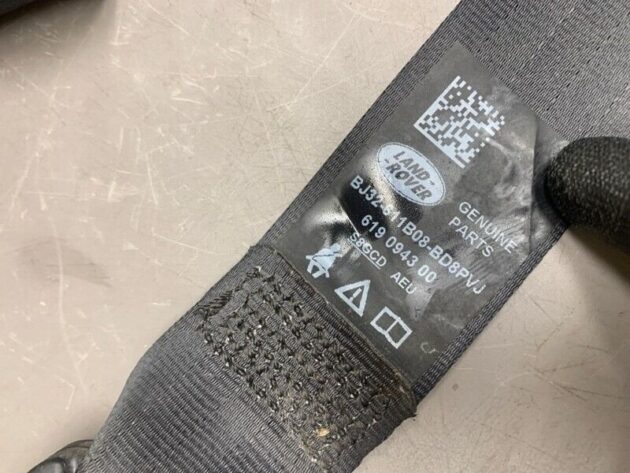 LAND-
-ROVER
GENUINE
PARTS
BJ32-611B08-BD8PVJ
619 0943 00
AEU